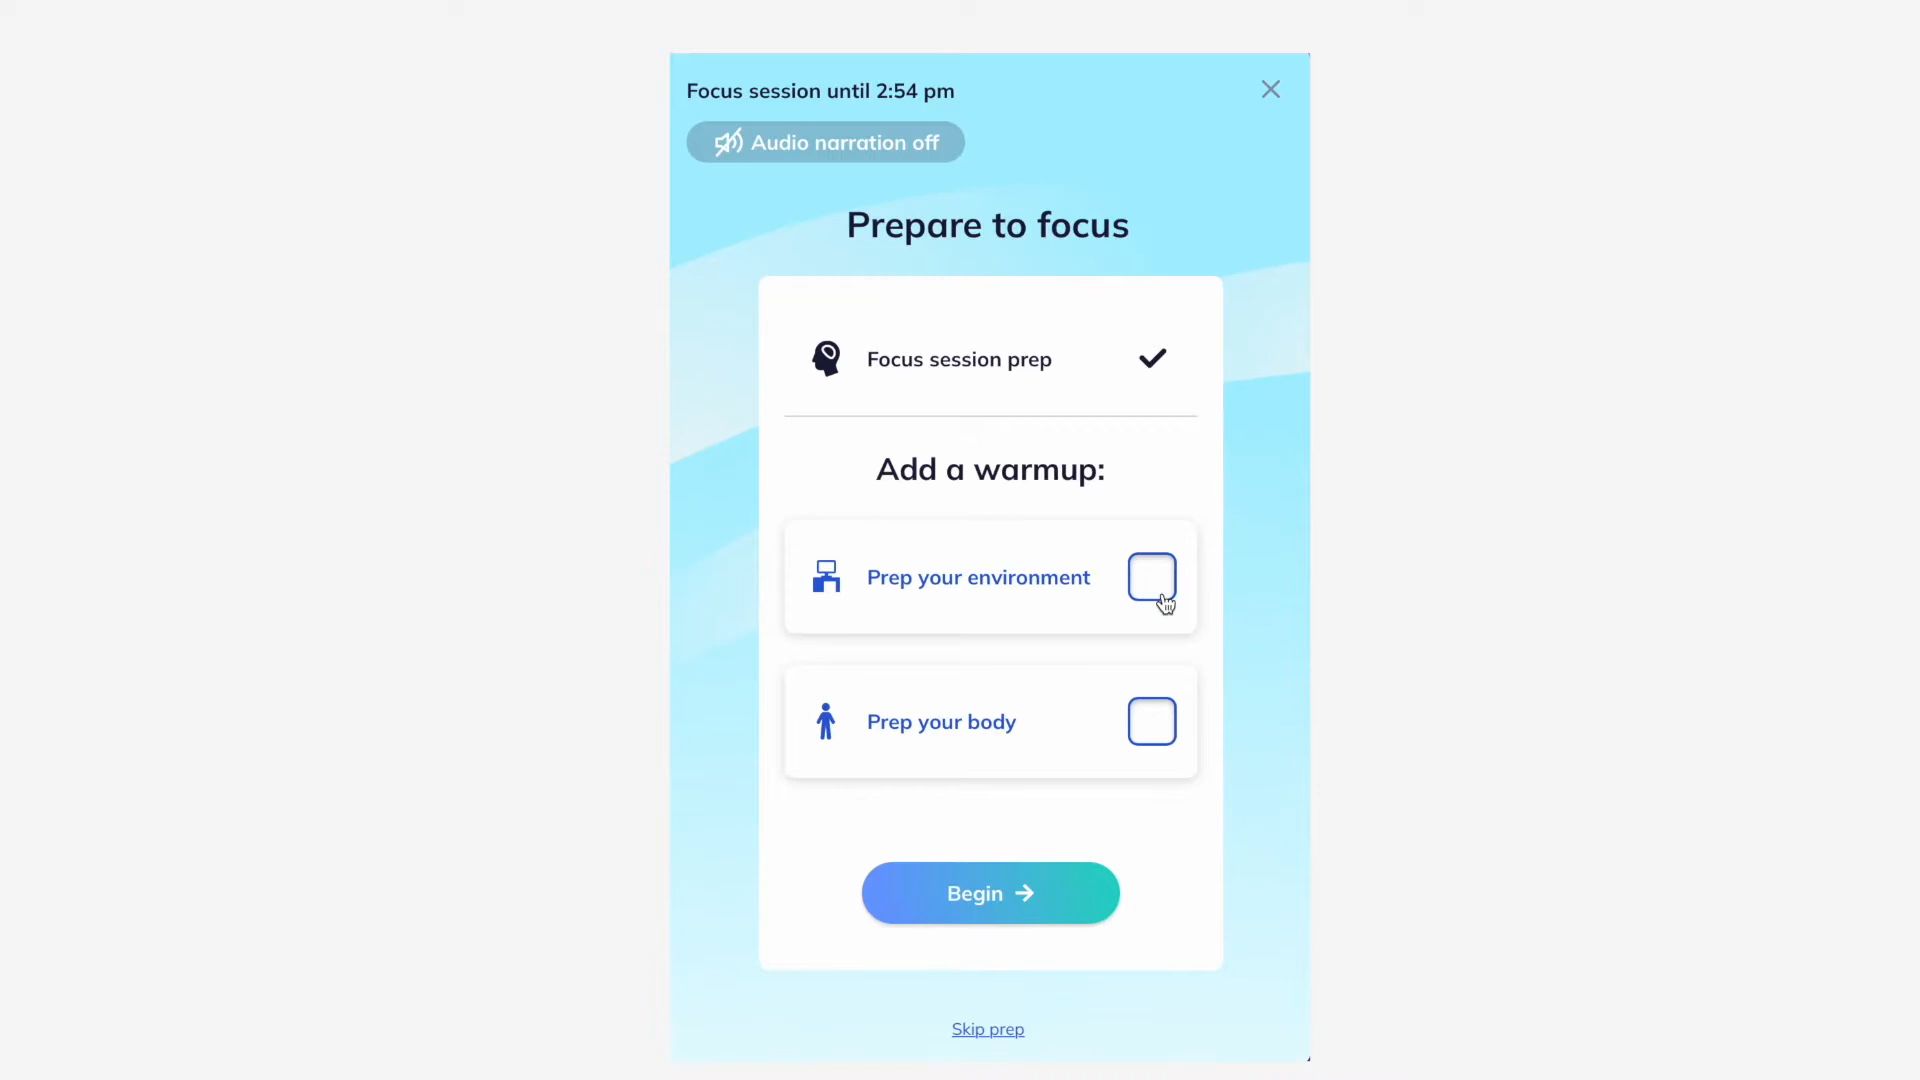 Focus session until 2:54 pm
Audio narration off
Prepare to focus
Focus session prep
Add a warmup:
Prep your environment
Prep your body
Begin
Skip prep